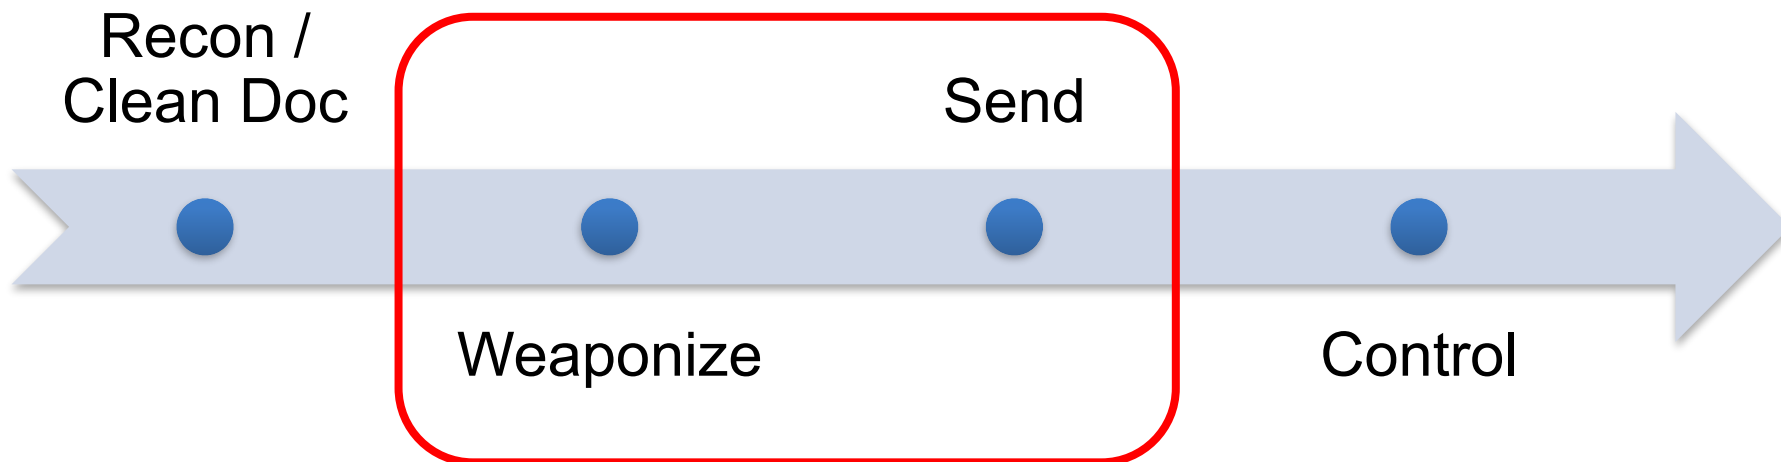 Recon /
Clean Doc
Weaponize
Send
Control